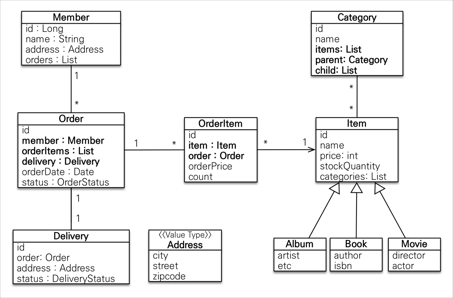 Member
id : Long
name : String
address : Address
orders : List
Category
id
name
items: List
parent: Category
child: List
1
*
*
*
Order
id
member : Member
orderItems : List
delivery : Delivery
orderDate : Date
status : OrderStatus
1
*
OrderItem
id
item : Item
order : Order
orderPrice
count
*
1
Item
id
name
price: int
stockQuantity
categories: List
1
1
Delivery
id
order: Order
address : Address
status : DeliveryStatus
<<Value Type>>
Address
city
street
zipcode
Album
artist
etc
Book
author
isbn
Movie
director
actor